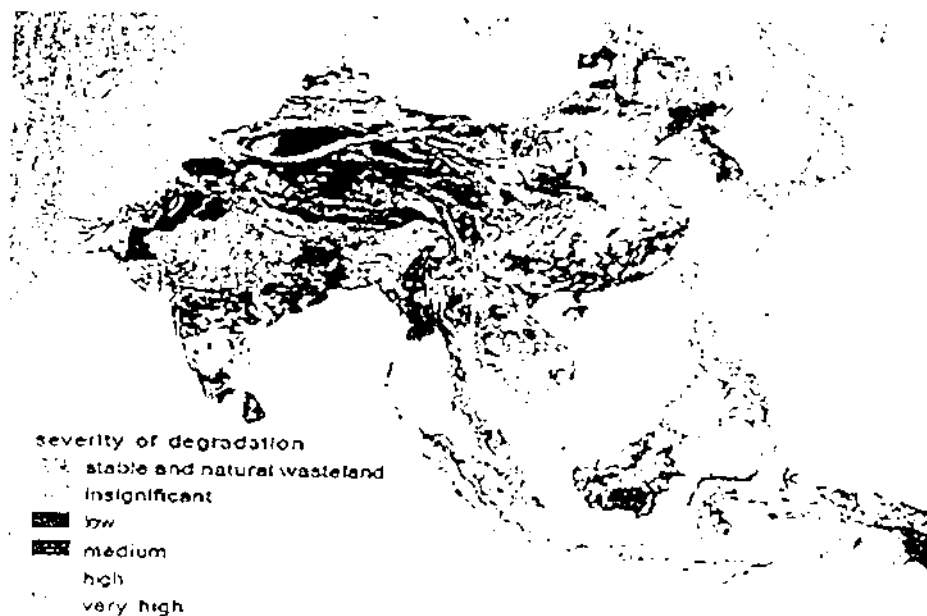 severity of degradation
stable and natural wasteland
insignificant
low
medium
high
very high